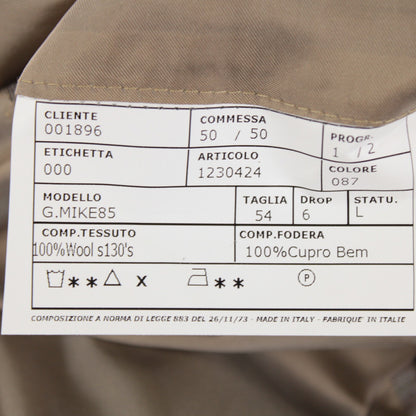 CLIENTE COMMESSA PROGR.
001896 50 / 50 1 / 2
ETICHETTA ARTICOLO COLORE
000 1230424 087
MODELLO TAGLIA DROP STATU.
G.MIKE85 54 6 L
COMP.TESSUTO COMP.FODERA
100%Wool s130's 100%Cupro Bem
** X ** P
COMPOSIZIONE A NORMA DI LEGGE 883 DEL 26/11/73 - MADE IN ITALY - FABRIQUE' IN ITALIE